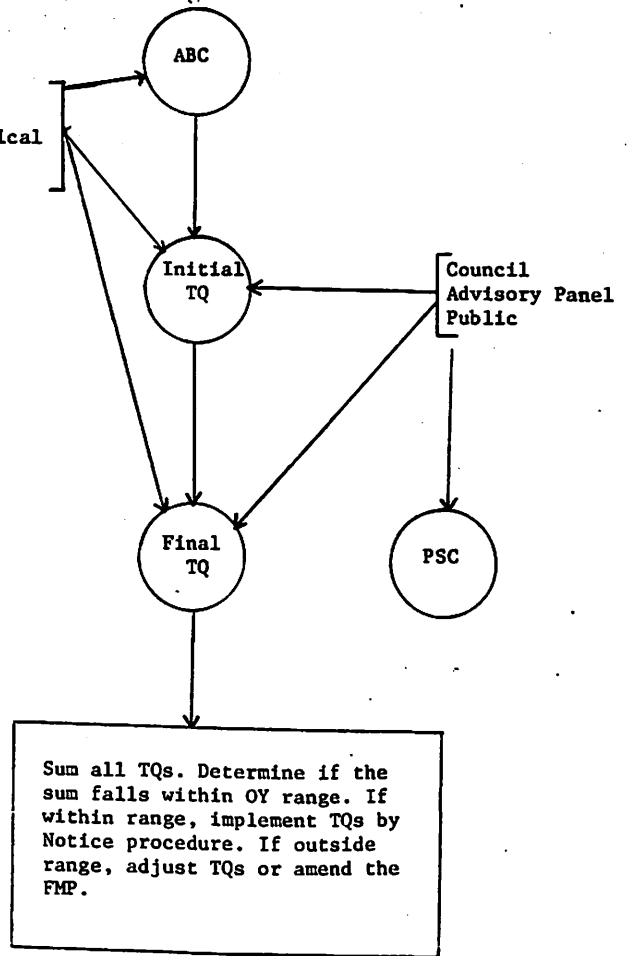 ABC
ical
Initial
TQ
Council
Advisory Panel
Public
Final
TQ
PSC
Sum all TQs. Determine if the
sum falls within OY range. If
within range, implement TQs by
Notice procedure. If outside
range, adjust TQs or amend the
FMP.